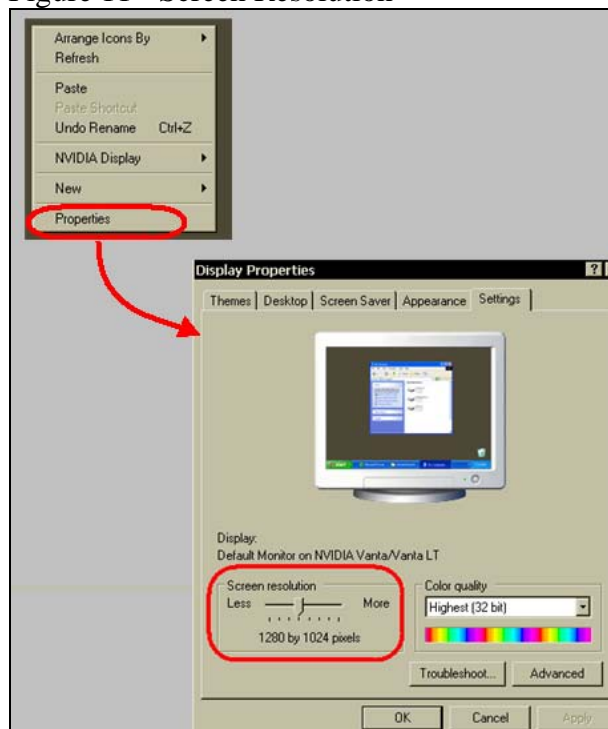 Figure 11 - Screen Resolution
Arrange Icons By
Refresh
Paste
Paste Shortcut
Undo Rename Ctrl+Z
NVIDIA Display
New
Properties
Display Properties ?
Themes Desktop Screen Saver Appearance Settings
Display:
Default Monitor on NVIDIA Vanta/Vanta LT
Screen resolution
Less More
1280 by 1024 pixels
Color quality
Highest (32 bit)
Troubleshoot... Advanced
OK Cancel Apply